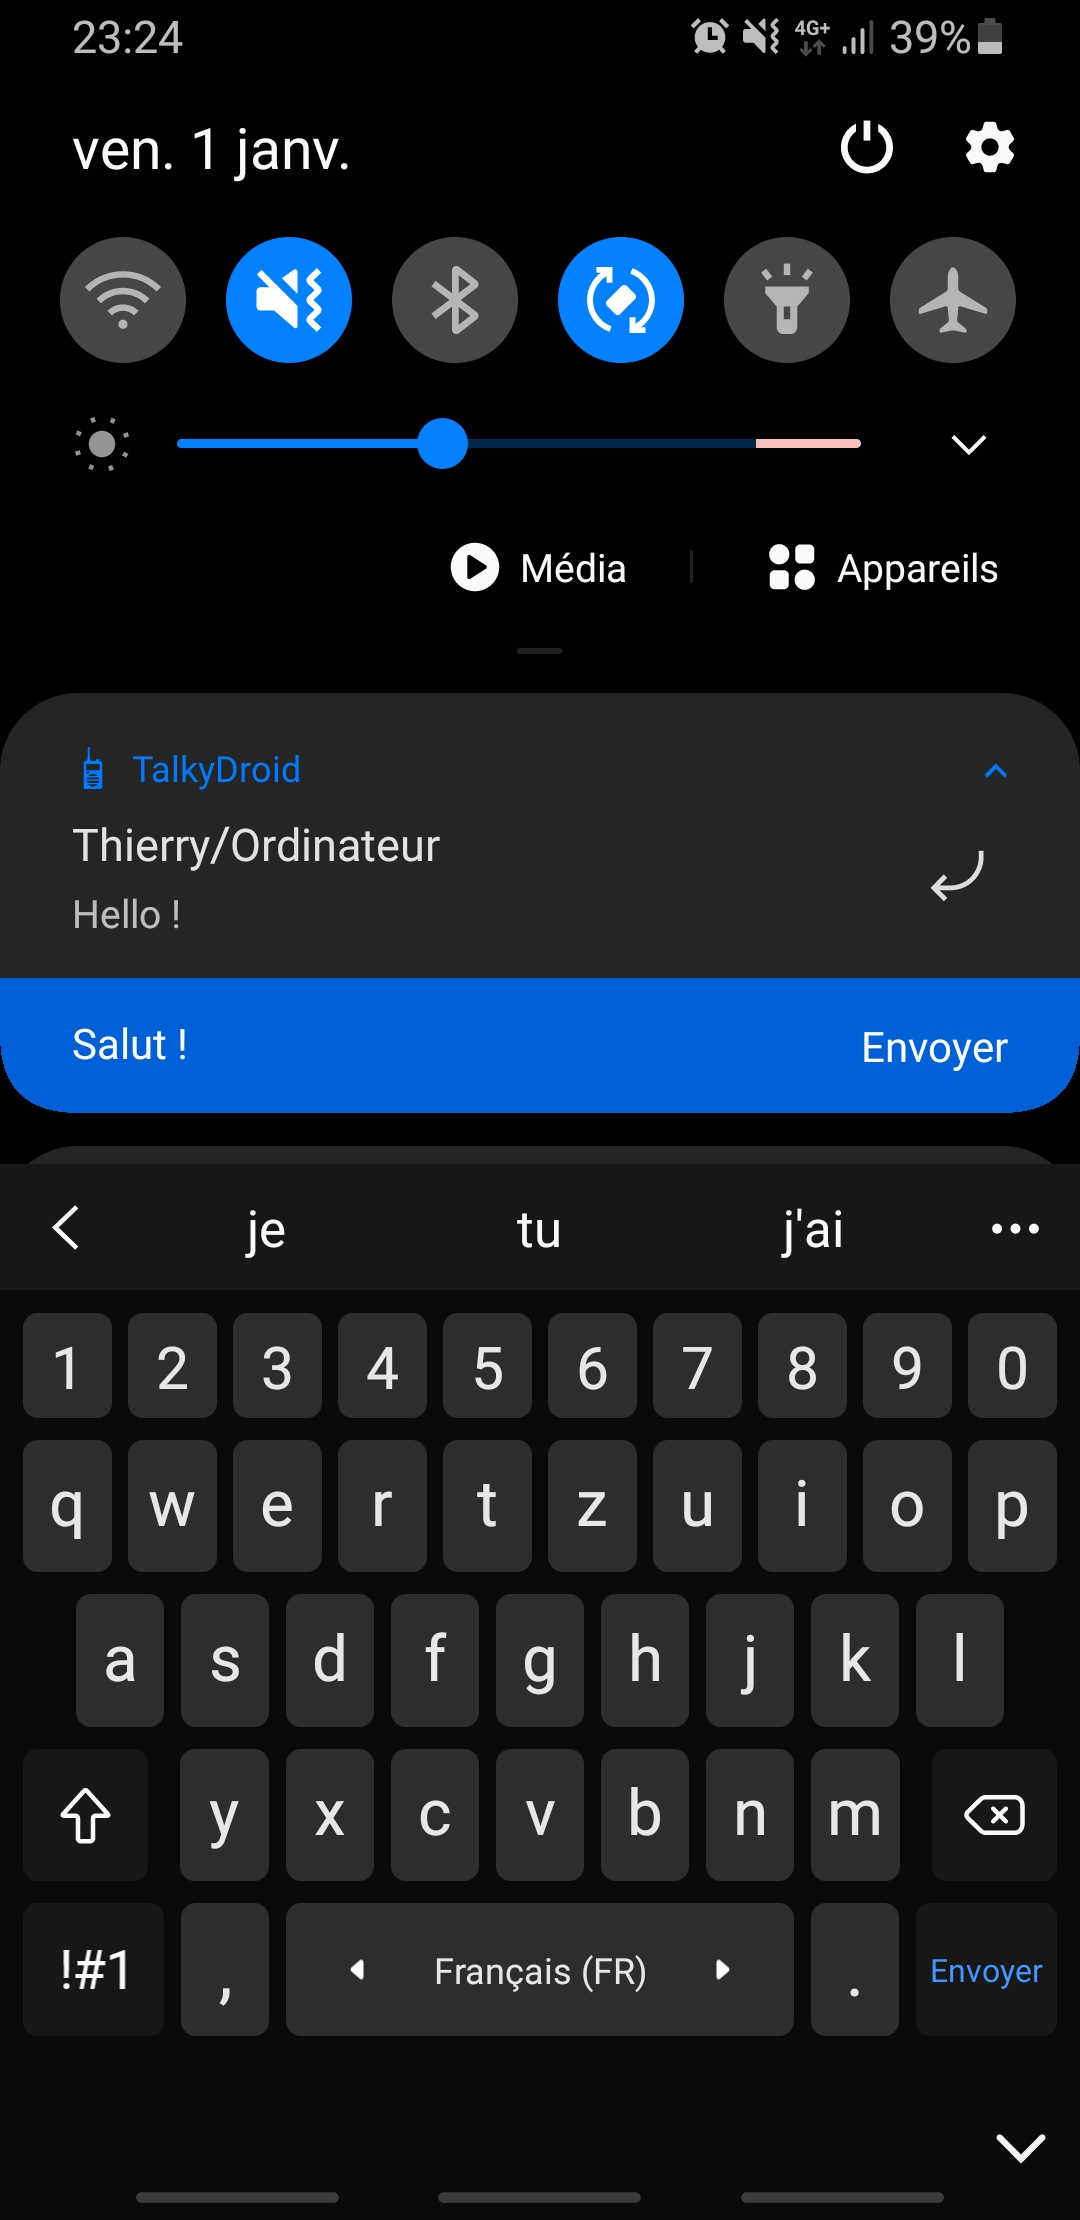 23:24 4G+ 39%
ven. 1 janv.
Média Appareils
TalkyDroid
Thierry/Ordinateur
Hello !
Salut ! Envoyer
je tu j'ai
1 2 3 4 5 6 7 8 9 0
q w e r t z u i o p
a s d f g h j k l
y x c v b n m
!#1 , Français (FR) . Envoyer